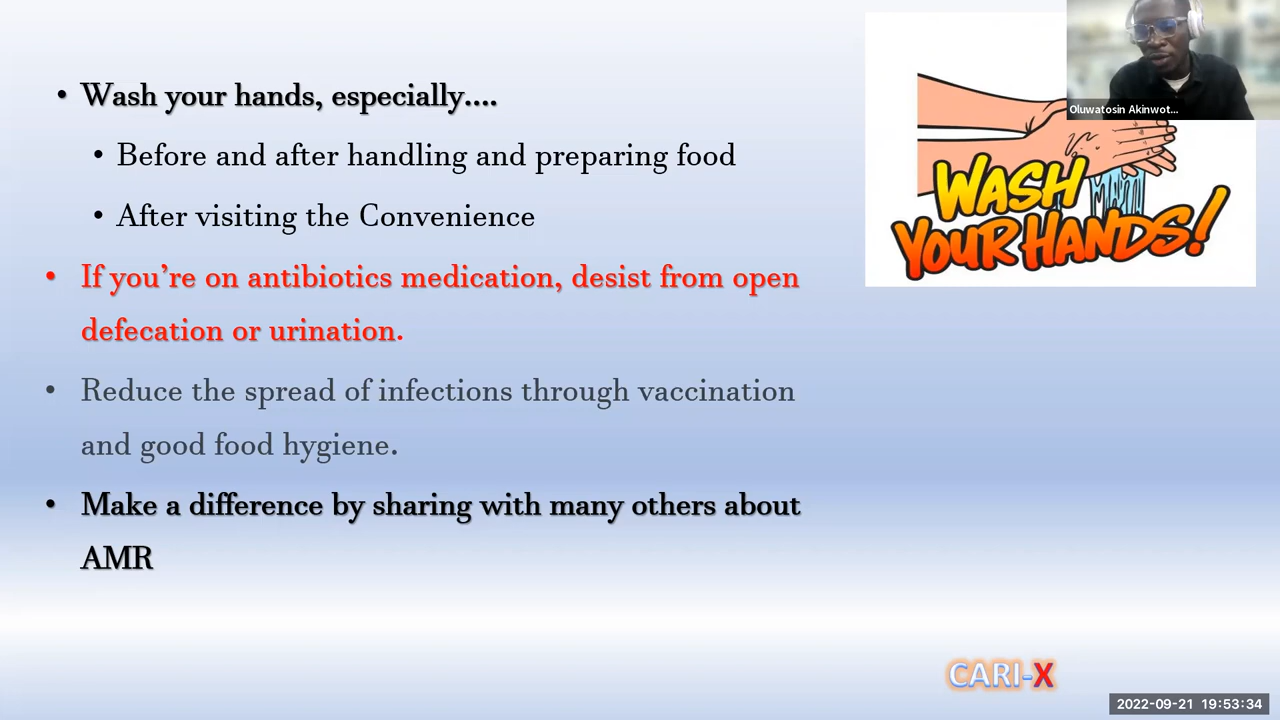 • Wash your hands, especially....
• Before and after handling and preparing food
• After visiting the Convenience
• If you’re on antibiotics medication, desist from open
defecation or urination.
• Reduce the spread of infections through vaccination
and good food hygiene.
• Make a difference by sharing with many others about
AMR
WASH
YOUR HANDS!
Oluwatosin Akinwot...
CARI-X
2022-09-21 19:53:34